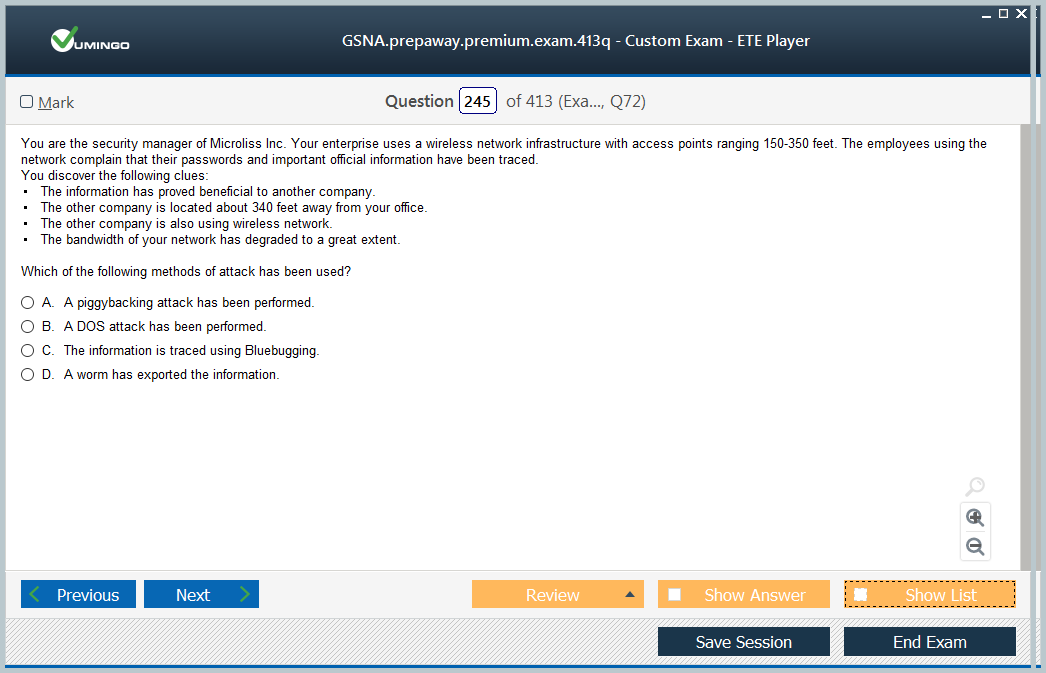 VUMINGO
GSNA.prepaway.premium.exam.413q - Custom Exam - ETE Player
Mark
Question 245 of 413 (Exa..., Q72)
You are the security manager of Microliss Inc. Your enterprise uses a wireless network infrastructure with access points ranging 150-350 feet. The employees using the
network complain that their passwords and important official information have been traced.
You discover the following clues:
▪ The information has proved beneficial to another company.
▪ The other company is located about 340 feet away from your office.
▪ The other company is also using wireless network.
▪ The bandwidth of your network has degraded to a great extent.
Which of the following methods of attack has been used?
A. A piggybacking attack has been performed.
B. A DOS attack has been performed.
C. The information is traced using Bluebugging.
D. A worm has exported the information.
Previous Next Review Show Answer Show List
Save Session End Exam